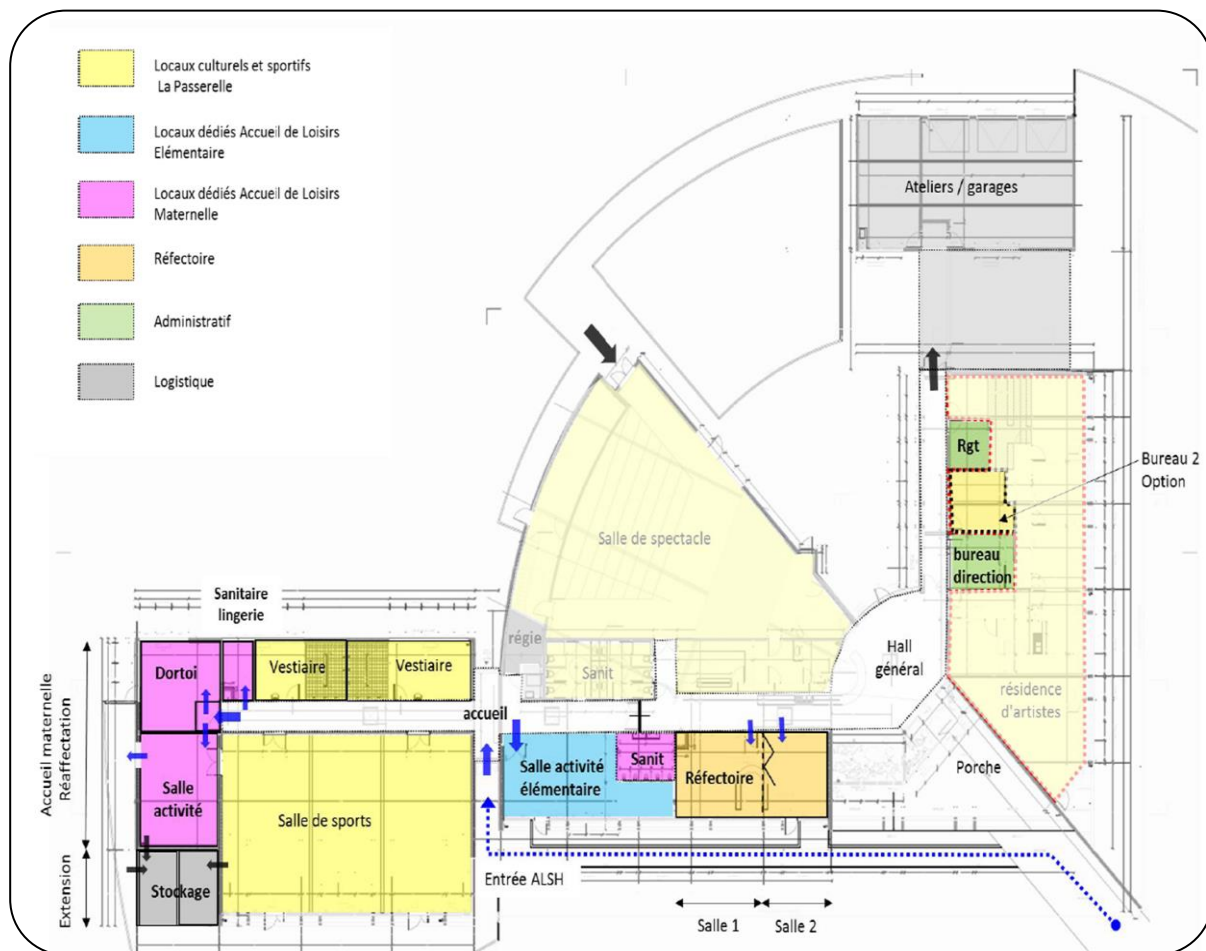 Locaux culturels et sportifs
La Passerelle
Locaux dédiés Accueil de Loisirs
Elémentaire
Locaux dédiés Accueil de Loisirs
Maternelle
Réfectoire
Administratif
Logistique
Ateliers / garages
Rgt
Bureau 2
Option
bureau
direction
Salle de spectacle
Hall
général
résidence
d'artistes
Porche
Sanitaire
lingerie
régie
Sanit
Dortoi
Vestiaire
Vestiaire
accueil
Salle activité
élémentaire
Sanit
Réfectoire
Salle
activité
Salle de sports
Stockage
Entrée ALSH
Salle 1
Salle 2
Accueil maternelle
Réaffectation
Extension